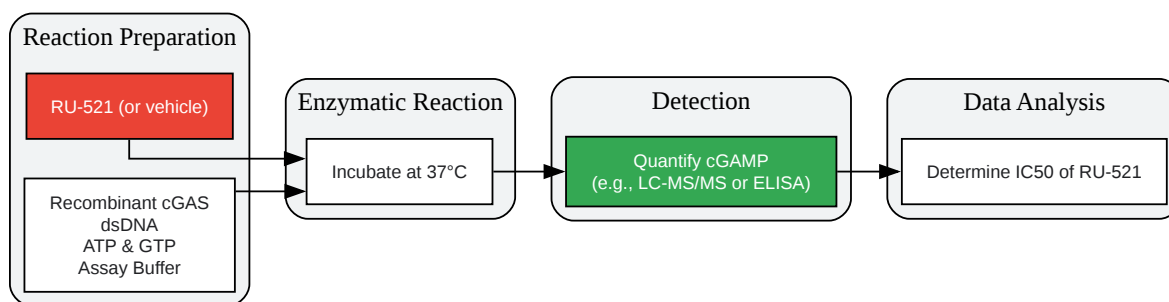 Reaction Preparation
RU-521 (or vehicle)
Recombinant cGAS
dsDNA
ATP & GTP
Assay Buffer
Enzymatic Reaction
Incubate at 37°C
Detection
Quantify cGAMP
(e.g., LC-MS/MS or ELISA)
Data Analysis
Determine IC50 of RU-521